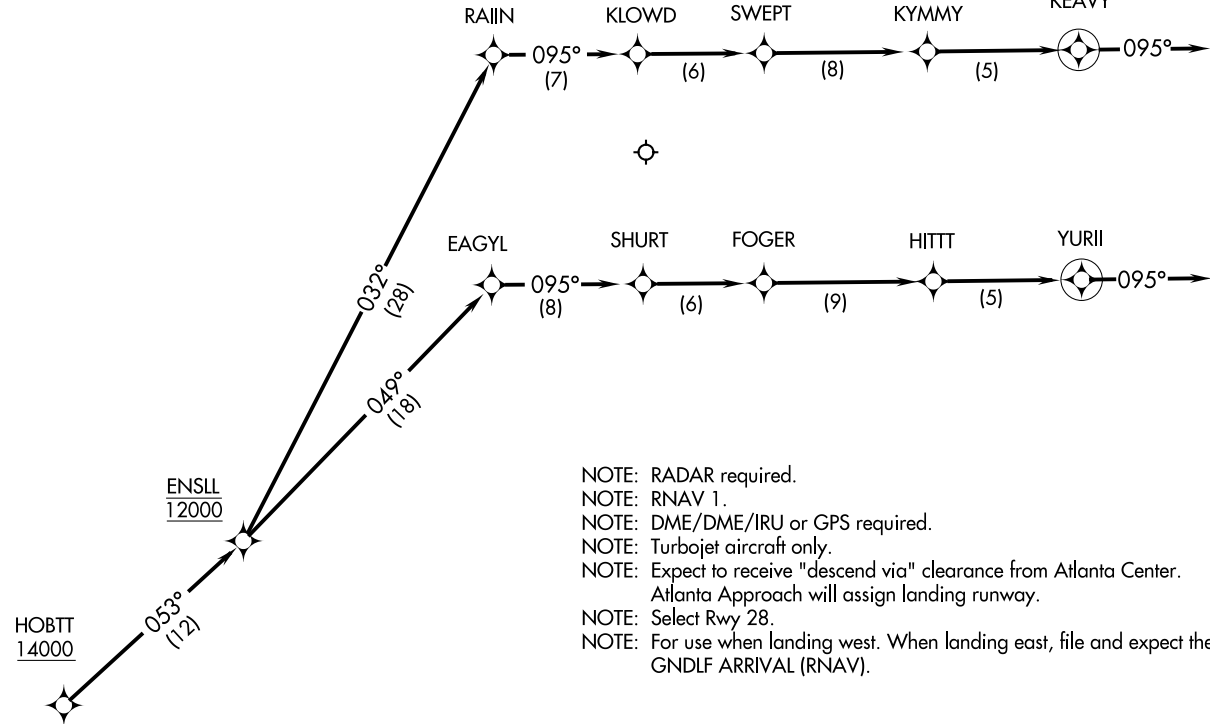 RAIIN KLOWD SWEPT KYMMY KEAVY
095° 095°
(7) (6) (8) (5)
EAGYL SHURT FOGER HITTT YURII
095° 095°
(8) (6) (9) (5)
032°
(28)
049°
(18)
ENSLL
12000
053°
(12)
HOBTT
14000
NOTE: RADAR required.
NOTE: RNAV 1.
NOTE: DME/DME/IRU or GPS required.
NOTE: Turbojet aircraft only.
NOTE: Expect to receive "descend via" clearance from Atlanta Center.
Atlanta Approach will assign landing runway.
NOTE: Select Rwy 28.
NOTE: For use when landing west. When landing east, file and expect the
GNDLF ARRIVAL (RNAV).